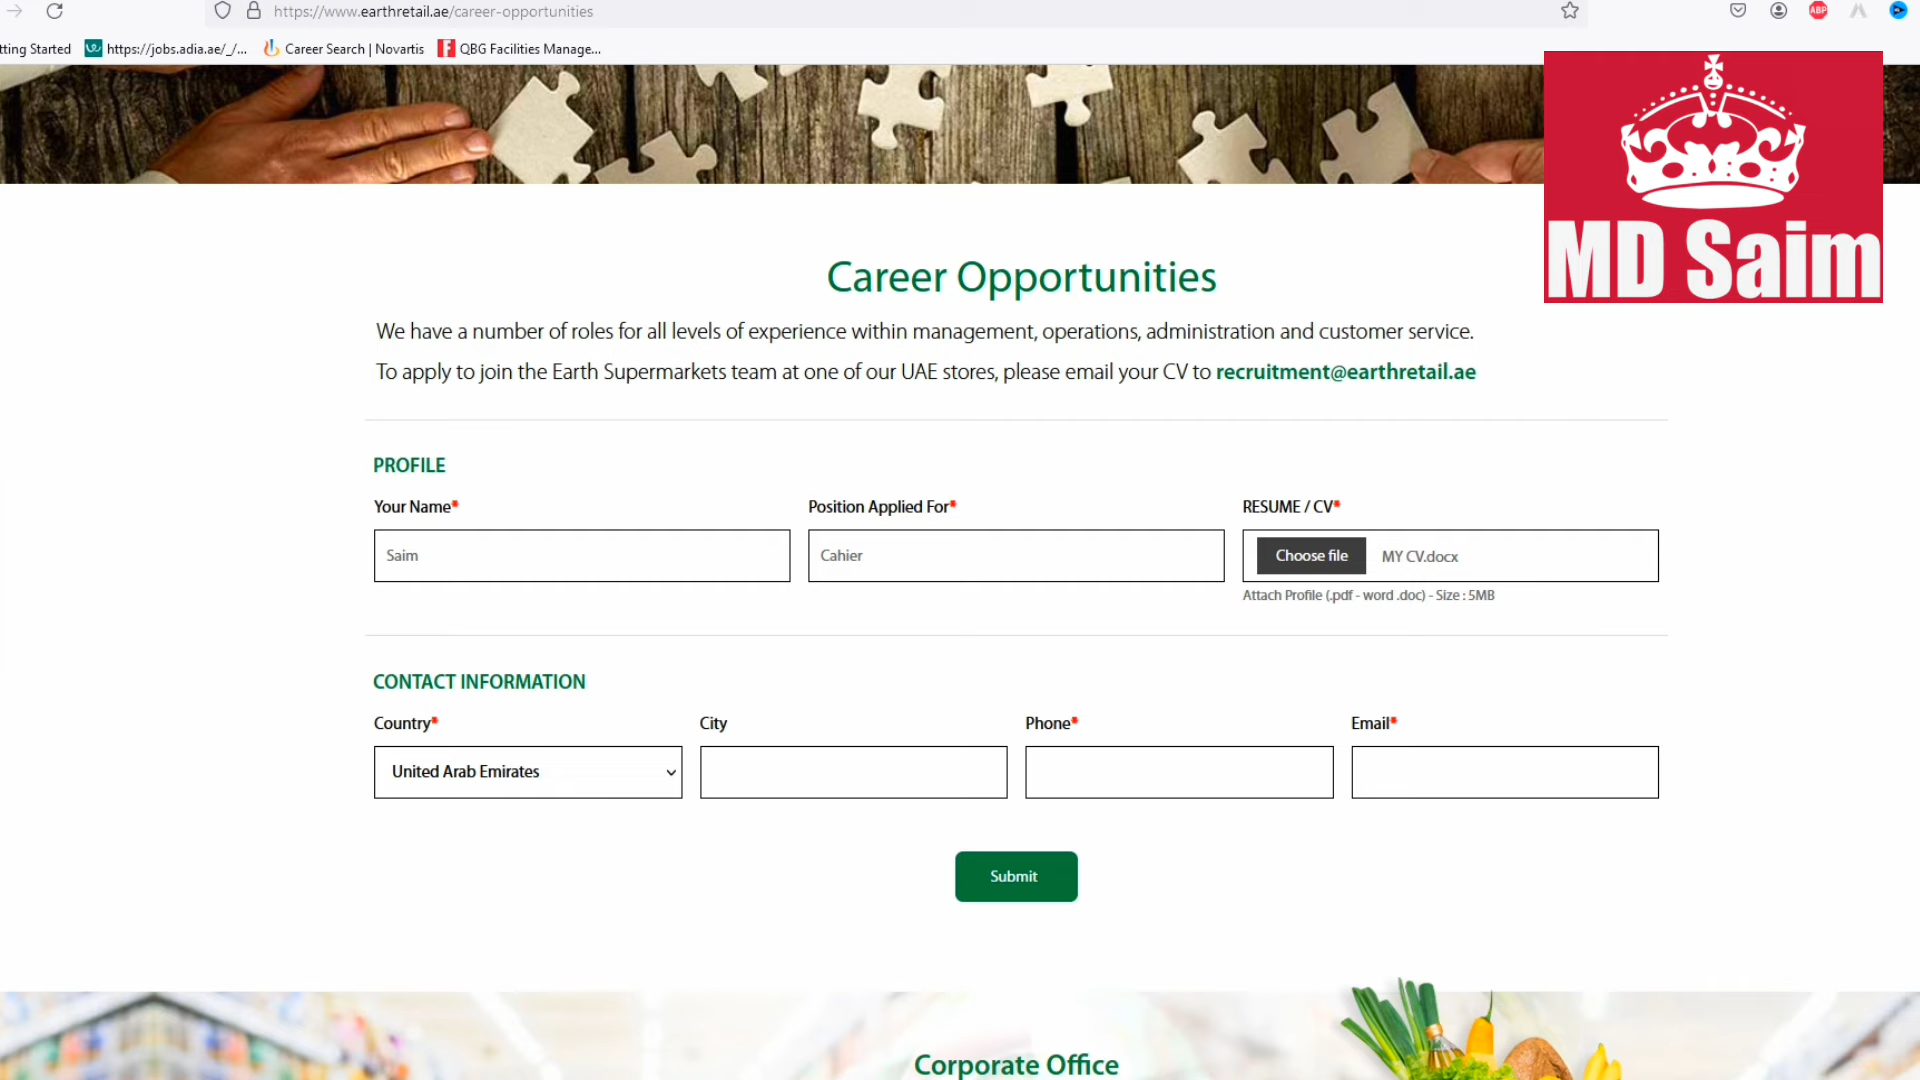 https://www.earthretail.ae/career-opportunities
ABP
tting Started
https://jobs.adia.ae/_/...
Career Search | Novartis
QBG Facilities Manage...
MD Saim
Career Opportunities
We have a number of roles for all levels of experience within management, operations, administration and customer service.
To apply to join the Earth Supermarkets team at one of our UAE stores, please email your CV to recruitment@earthretail.ae
PROFILE
Your Name*
Position Applied For*
RESUME / CV*
Saim
Cahier
Choose file
MY CV.docx
Attach Profile (.pdf - word .doc) - Size : 5MB
CONTACT INFORMATION
Country*
City
Phone*
Email*
United Arab Emirates
Submit
Corporate Office